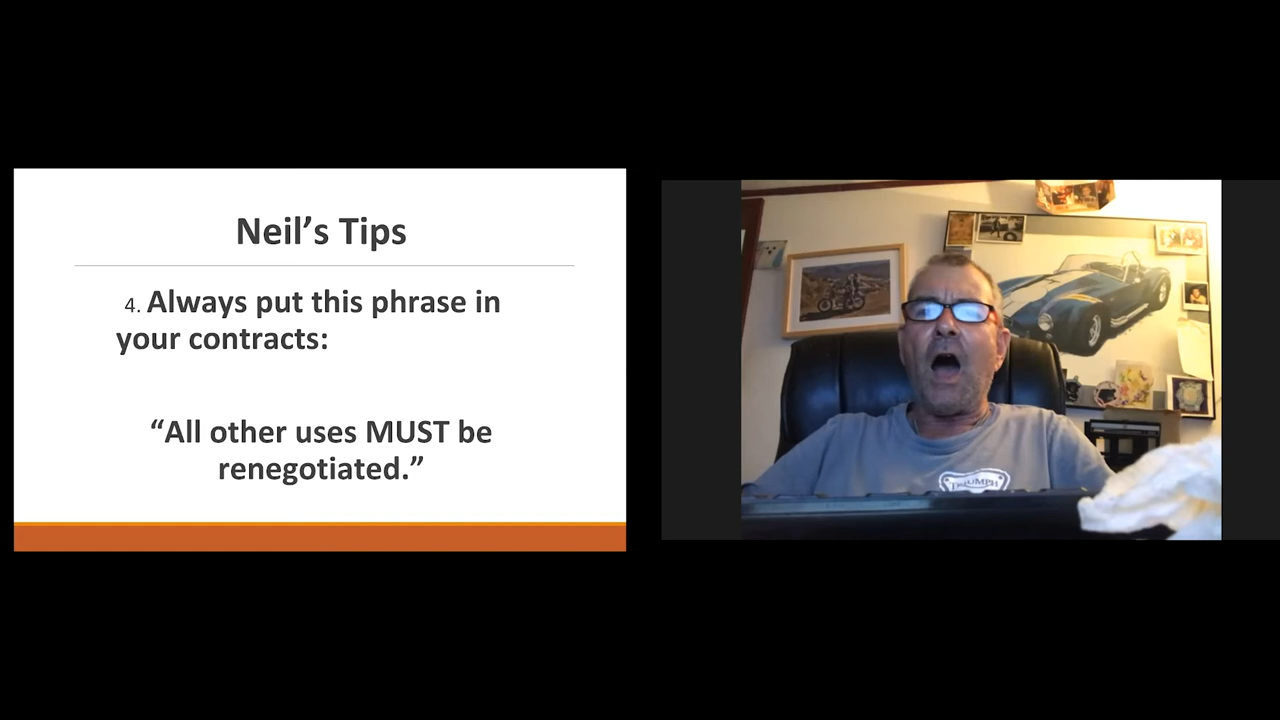 Neil’s Tips
4. Always put this phrase in
your contracts:
“All other uses MUST be
renegotiated.”
TRIUMPH